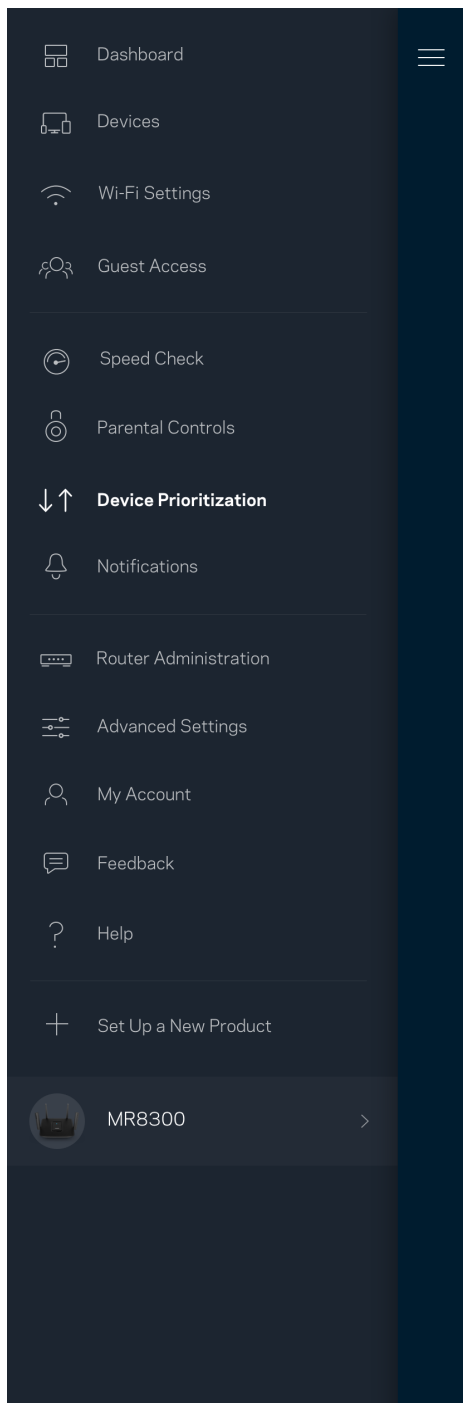 Dashboard
Devices
Wi-Fi Settings
Guest Access
Speed Check
Parental Controls
Device Prioritization
Notifications
Router Administration
Advanced Settings
My Account
Feedback
Help
Set Up a New Product
MR8300